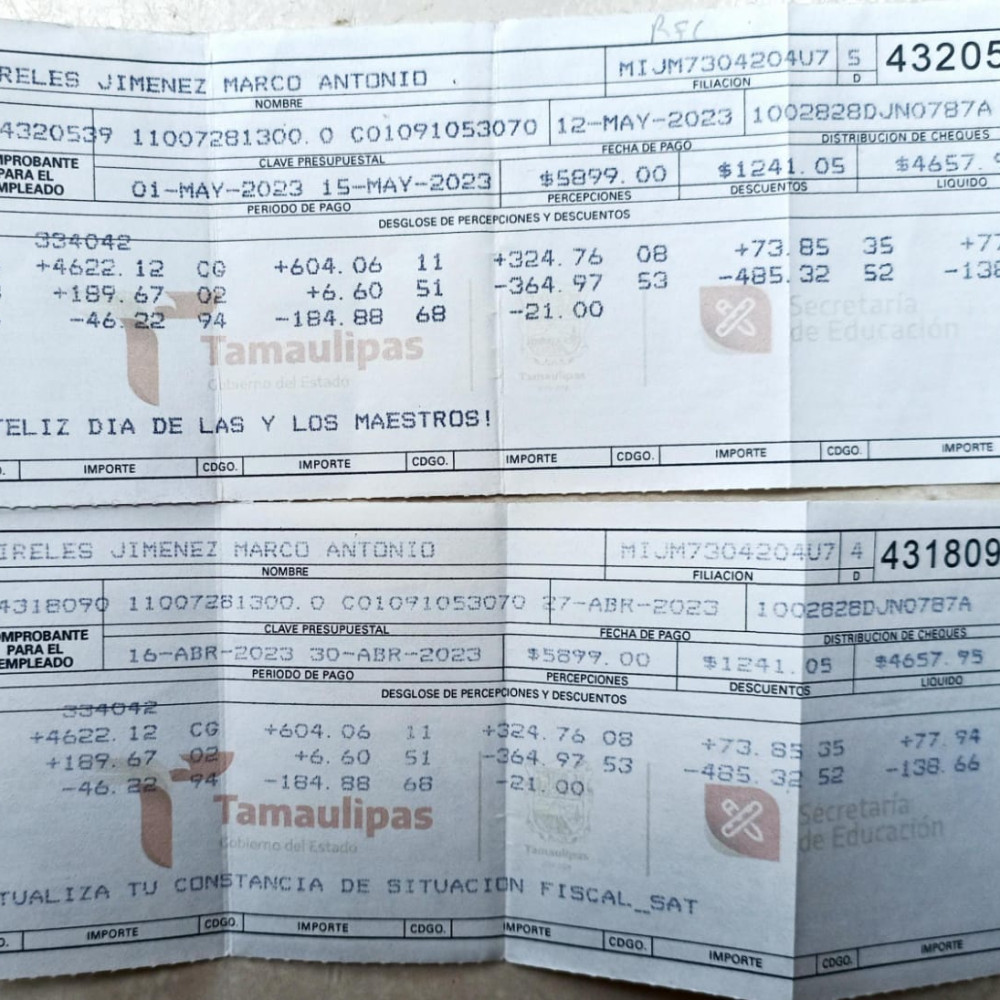 RFC
RELES JIMENEZ MARCO ANTONIO . MIJM7304204U7 5 43205
NOMBRE FILIACION D
4320539 11007281300. 0 C01091053070 12-MAY-2023 1002828DJN0787A
MPROBANTE PARA EL MPLEADO CLAVE PRESUPUESTAL FECHA DE PAGO DISTRIBUCION DE CHEQUES
01-MAY-2023 15-MAY-2023 $5899. 00 $1241. 05 $4657. 9
PERIODO DE PAGO PERCEPCIONES DESCUENTOS LIQUIDO
DESGLOSE DE PERCEPCIONES Y DESCUENTOS
334042
+4622. 12 CG +604. 06 11 +324. 76 08 +73. 85 35 +77
+189. 67 02 +6. 60 51 -364. 97 53 -485. 32 52 -138
-46. 22 94 -184. 88 68 -21. 00
Tamaulipas
Gobierno del Estado
Tamaulipas
Secretaría
de Educación
ELIZ DIA DE LAS Y LOS MAESTROS!
O. IMPORTE CDGO. IMPORTE CDGO. IMPORTE CDGO. IMPORTE CDGO. IMPORTE
IRELES JIMENEZ MARCO ANTONIO MIJM7304204U7 4 431809
NOMBRE FILIACION D
4318090 11007281300. 0 C01091053070 27-ABR-2023 1002828DJN0787A
OMPROBANTE PARA EL EMPLEADO CLAVE PRESUPUESTAL FECHA DE PAGO DISTRIBUCION DE CHEQUES
16-ABR-2023 30-ABR-2023 $5899. 00 $1241. 05 $4657. 95
PERIODO DE PAGO PERCEPCIONES DESCUENTOS LIQUIDO
DESGLOSE DE PERCEPCIONES Y DESCUENTOS
334042
+4622. 12 CG +604. 06 11 +324. 76 08 +73. 85 35 +77. 94
+189. 67 02 +6. 60 51 -364. 97 53 -485. 32 52 -138. 66
-46. 22 94 -184. 88 68 -21. 00
Tamaulipas
Gobierno del Estado
Tamaulipas
Secretaría
de Educación
TUALIZA TU CONSTANCIA DE SITUACION FISCAL_SAT
O. IMPORTE CDGO. IMPORTE CDGO. IMPORTE CDGO. IMPORTE CDGO. IMPORTE